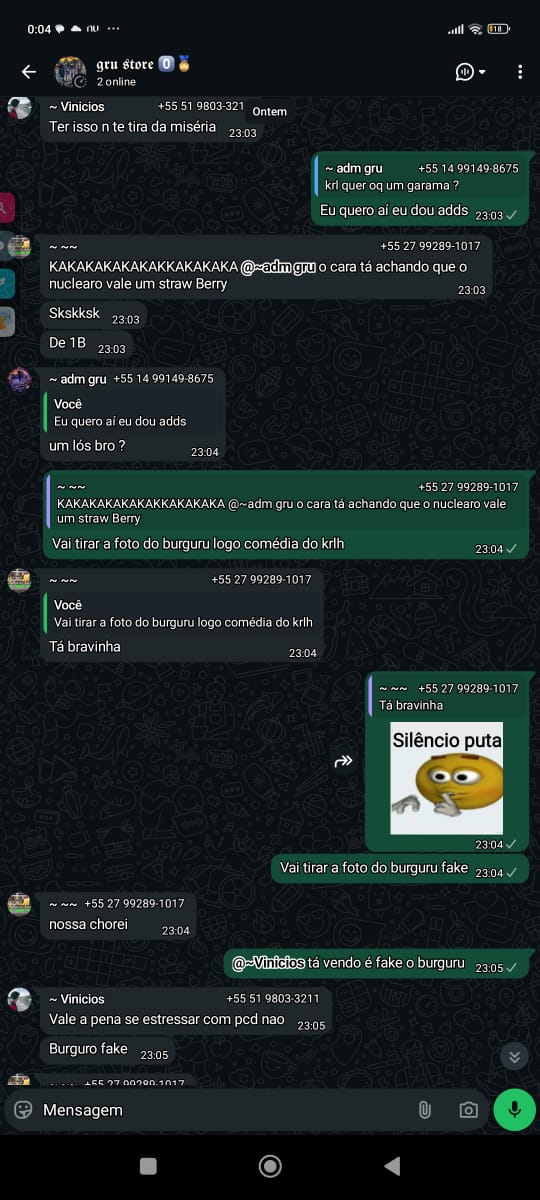 0:04
18
gru store 0
2 online
~ Vinicios +55 51 9803-321
Ontem
Ter isso n te tira da miséria 23:03
~ adm gru +55 14 99149-8675
krl quer oq um garama ?
Eu quero aí eu dou adds 23:03
~ ~~ +55 27 99289-1017
KAKAKAKAKAKAKKAKAKAKA @~adm gru o cara tá achando que o
nuclearo vale um straw Berry
23:03
Skskksk 23:03
De 1B 23:03
~ adm gru +55 14 99149-8675
Você
Eu quero aí eu dou adds
um lós bro ? 23:04
~ ~~ +55 27 99289-1017
KAKAKAKAKAKAKKAKAKAKA @~adm gru o cara tá achando que o nuclearo vale
um straw Berry
Vai tirar a foto do burguru logo comédia do krlh 23:04
~ ~~ +55 27 99289-1017
Você
Vai tirar a foto do burguru logo comédia do krlh
Tá bravinha 23:04
~ ~~ +55 27 99289-1017
Tá bravinha
Silêncio puta
23:04
Vai tirar a foto do burguru fake 23:04
~ ~~ +55 27 99289-1017
nossa chorei 23:04
@~Vinicios tá vendo é fake o burguru 23:05
~ Vinicios +55 51 9803-3211
Vale a pena se estressar com pcd nao 23:05
Burguro fake 23:05
~ ~~ +55 27 99289-1017
Mensagem